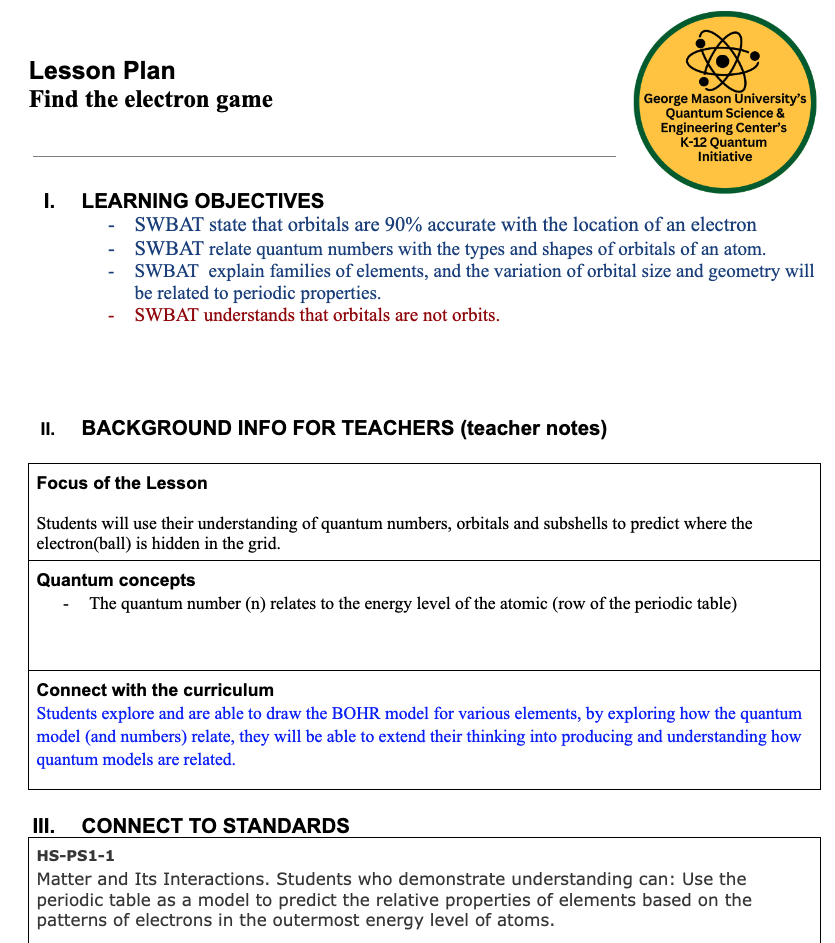 Lesson Plan
Find the electron game
George Mason University's
Quantum Science &
Engineering Center's
K-12 Quantum
Initiative
I. LEARNING OBJECTIVES
- SWBAT state that orbitals are 90% accurate with the location of an electron
- SWBAT relate quantum numbers with the types and shapes of orbitals of an atom.
- SWBAT explain families of elements, and the variation of orbital size and geometry will
be related to periodic properties.
- SWBAT understands that orbitals are not orbits.
II. BACKGROUND INFO FOR TEACHERS (teacher notes)
Focus of the Lesson
Students will use their understanding of quantum numbers, orbitals and subshells to predict where the
electron(ball) is hidden in the grid.
Quantum concepts
- The quantum number (n) relates to the energy level of the atomic (row of the periodic table)
Connect with the curriculum
Students explore and are able to draw the BOHR model for various elements, by exploring how the quantum
model (and numbers) relate, they will be able to extend their thinking into producing and understanding how
quantum models are related.
III. CONNECT TO STANDARDS
HS-PS1-1
Matter and Its Interactions. Students who demonstrate understanding can: Use the
periodic table as a model to predict the relative properties of elements based on the
patterns of electrons in the outermost energy level of atoms.